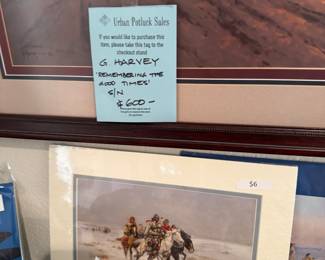 Urban Potluck Sales
If you would like to purchase this
item, please take this tag to the
checkout stand
G. HARVEY
'REMEMBERING THE
GOOD TIMES'
S/N
$600-
$6